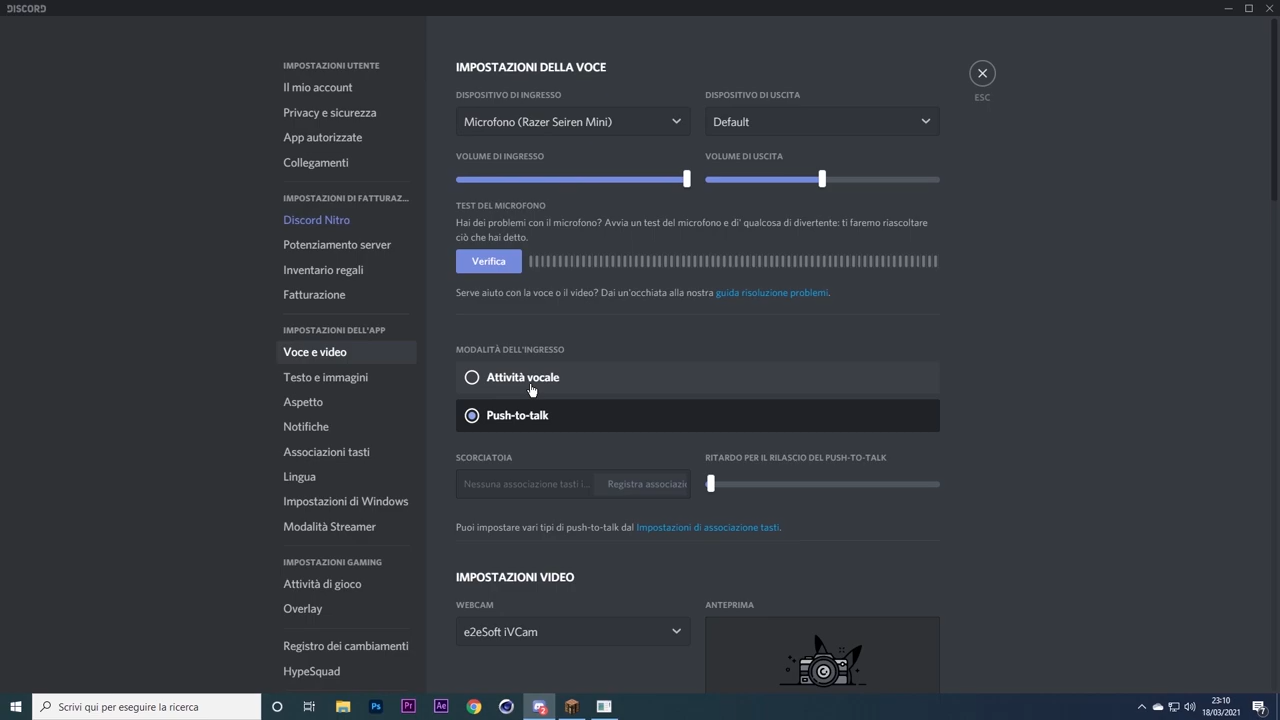 DISCORD
IMPOSTAZIONI UTENTE
Il mio account
Privacy e sicurezza
App autorizzate
Collegamenti
IMPOSTAZIONI DI FATTURAZ...
Discord Nitro
Potenziamento server
Inventario regali
Fatturazione
IMPOSTAZIONI DELL'APP
Voce e video
Testo e immagini
Aspetto
Notifiche
Associazioni tasti
Lingua
Impostazioni di Windows
Modalità Streamer
IMPOSTAZIONI GAMING
Attività di gioco
Overlay
Registro dei cambiamenti
HypeSquad
IMPOSTAZIONI DELLA VOCE
DISPOSITIVO DI INGRESSO
DISPOSITIVO DI USCITA
Microfono (Razer Seiren Mini)
Default
VOLUME DI INGRESSO
VOLUME DI USCITA
TEST DEL MICROFONO
Hai dei problemi con il microfono? Avvia un test del microfono e di' qualcosa di divertente: ti faremo riascoltare
ciò che hai detto.
Verifica
Serve aiuto con la voce o il video? Dai un'occhiata alla nostra guida risoluzione problemi.
MODALITÀ DELL'INGRESSO
Attività vocale
Push-to-talk
SCORCIATOIA
RITARDO PER IL RILASCIO DEL PUSH-TO-TALK
Nessuna associazione tasti i...
Registra associazi
Puoi impostare vari tipi di push-to-talk dal Impostazioni di associazione tasti.
IMPOSTAZIONI VIDEO
WEBCAM
ANTEPRIMA
e2eSoft iVCam
ESC
Scrivi qui per eseguire la ricerca
Ps
Pr
Ae
2
23:10
18/03/2021
7